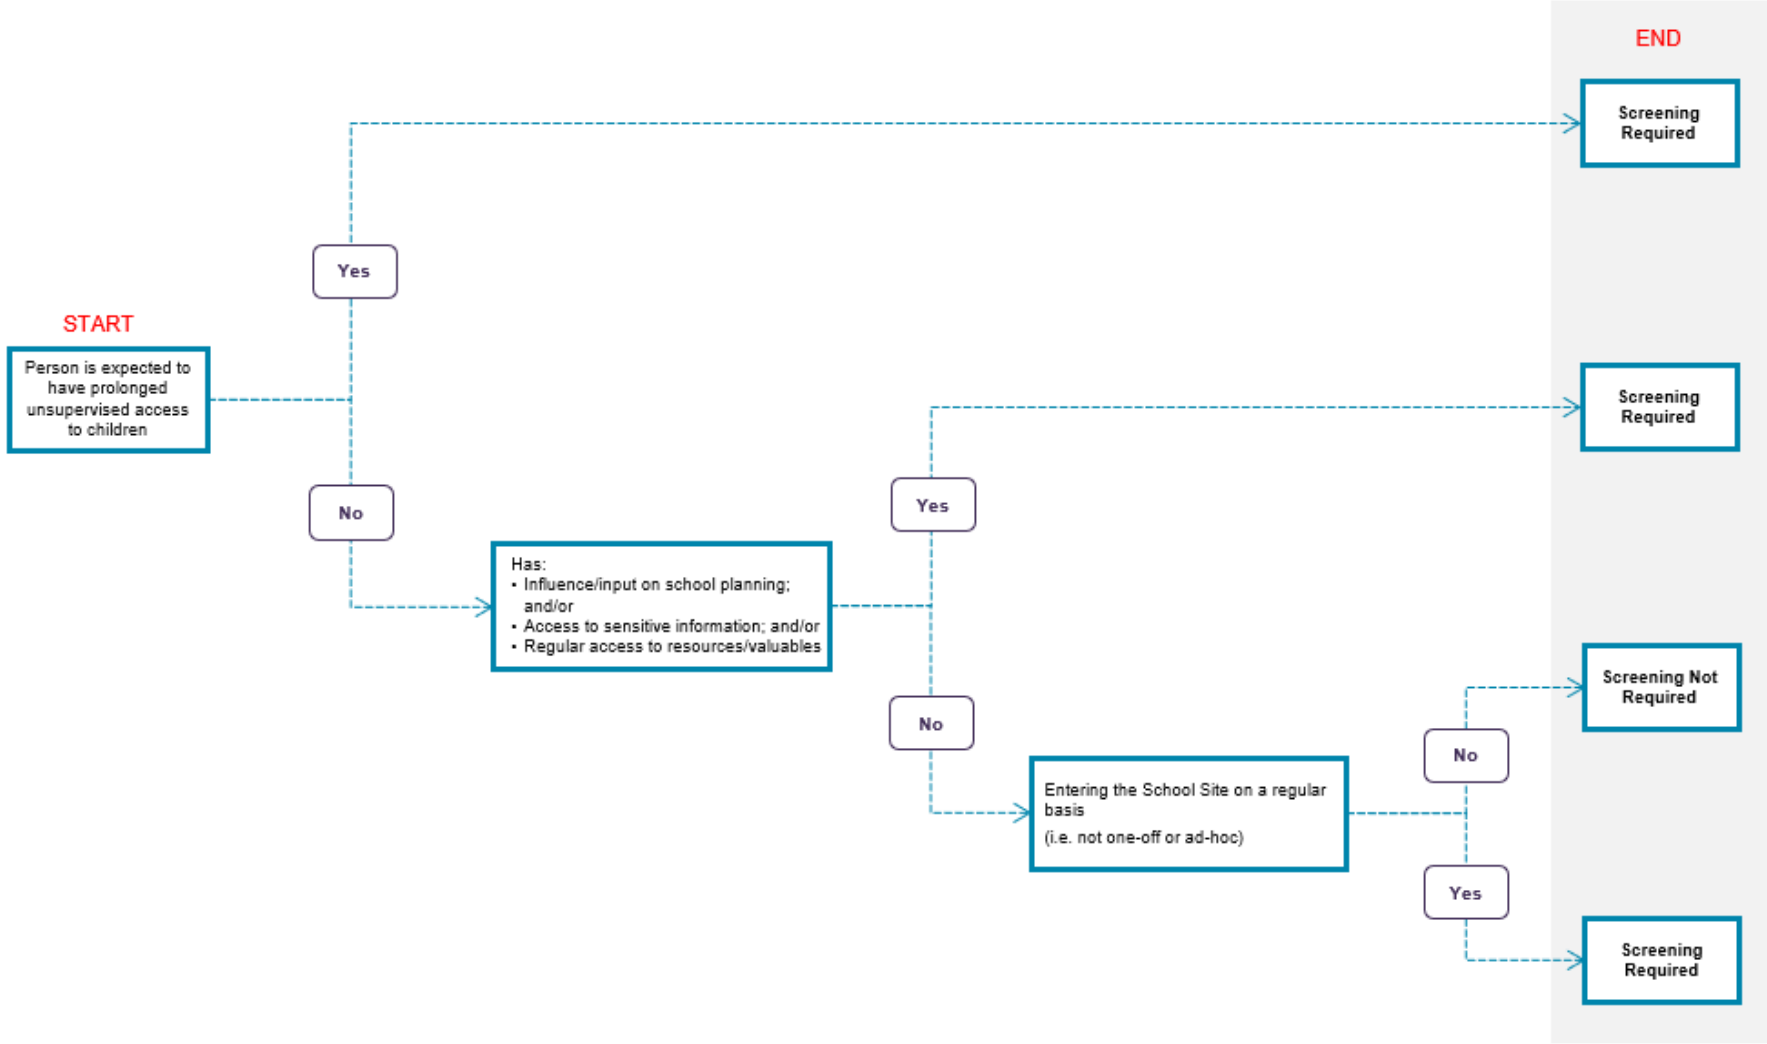 END
Screening
Required
Yes
START
Person is expected to
have prolonged
unsupervised access
to children
Screening
Required
No
Yes
Has:
▪ Influence/input on school planning;
and/or
▪ Access to sensitive information; and/or
▪ Regular access to resources/valuables
Screening Not
Required
No
No
Entering the School Site on a regular
basis
(i.e. not one-off or ad-hoc)
Yes
Screening
Required